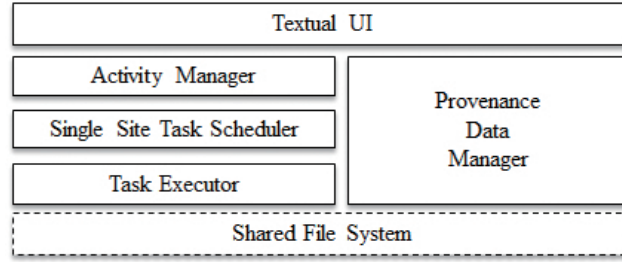 Textual UI
Activity Manager
Single Site Task Scheduler
Task Executor
Provenance
Data
Manager
Shared File System